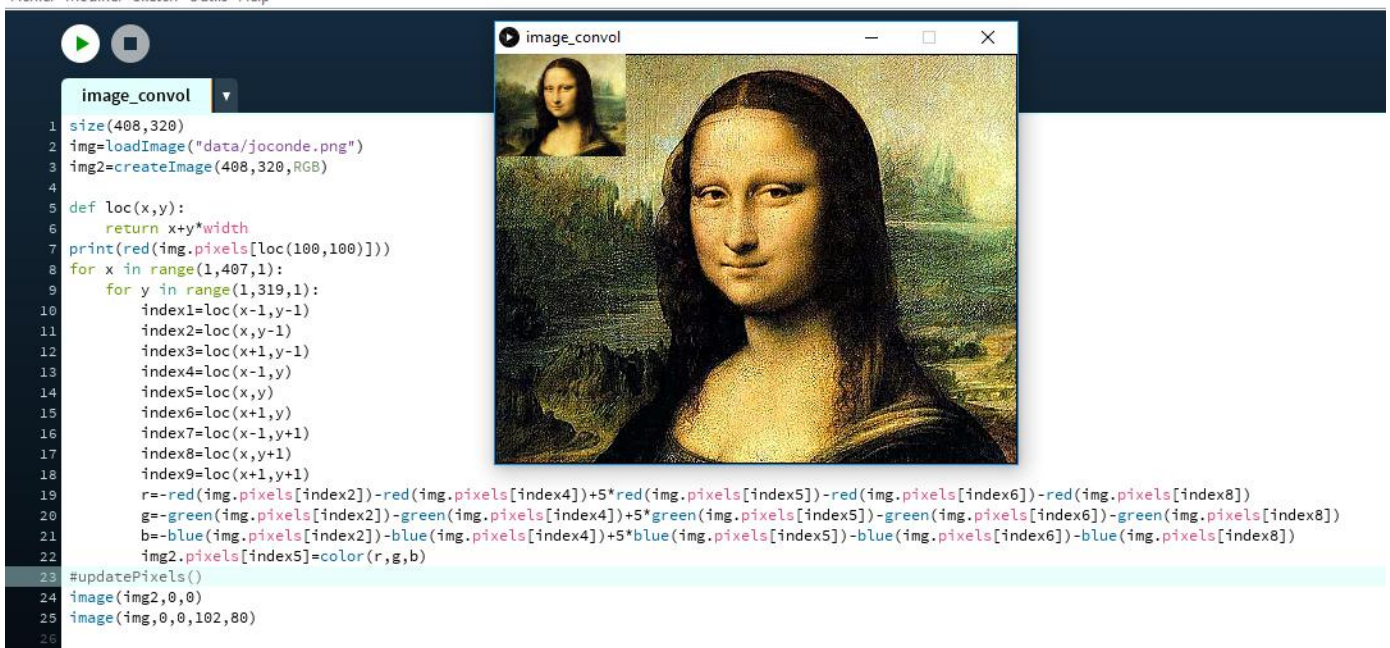 image_convol
image_convol
1 size(408,320)
2 img=loadImage("data/joconde.png")
3 img2=createImage(408,320,RGB)
4
5 def loc(x,y):
6     return x+y*width
7 print(red(img.pixels[loc(100,100)]))
8 for x in range(1,407,1):
9     for y in range(1,319,1):
10         index1=loc(x-1,y-1)
11         index2=loc(x,y-1)
12         index3=loc(x+1,y-1)
13         index4=loc(x-1,y)
14         index5=loc(x,y)
15         index6=loc(x+1,y)
16         index7=loc(x-1,y+1)
17         index8=loc(x,y+1)
18         index9=loc(x+1,y+1)
19         r=-red(img.pixels[index2])-red(img.pixels[index4])+5*red(img.pixels[index5])-red(img.pixels[index6])-red(img.pixels[index8])
20         g=-green(img.pixels[index2])-green(img.pixels[index4])+5*green(img.pixels[index5])-green(img.pixels[index6])-green(img.pixels[index8])
21         b=-blue(img.pixels[index2])-blue(img.pixels[index4])+5*blue(img.pixels[index5])-blue(img.pixels[index6])-blue(img.pixels[index8])
22         img2.pixels[index5]=color(r,g,b)
23 #updatePixels()
24 image(img2,0,0)
25 image(img,0,0,102,80)
26